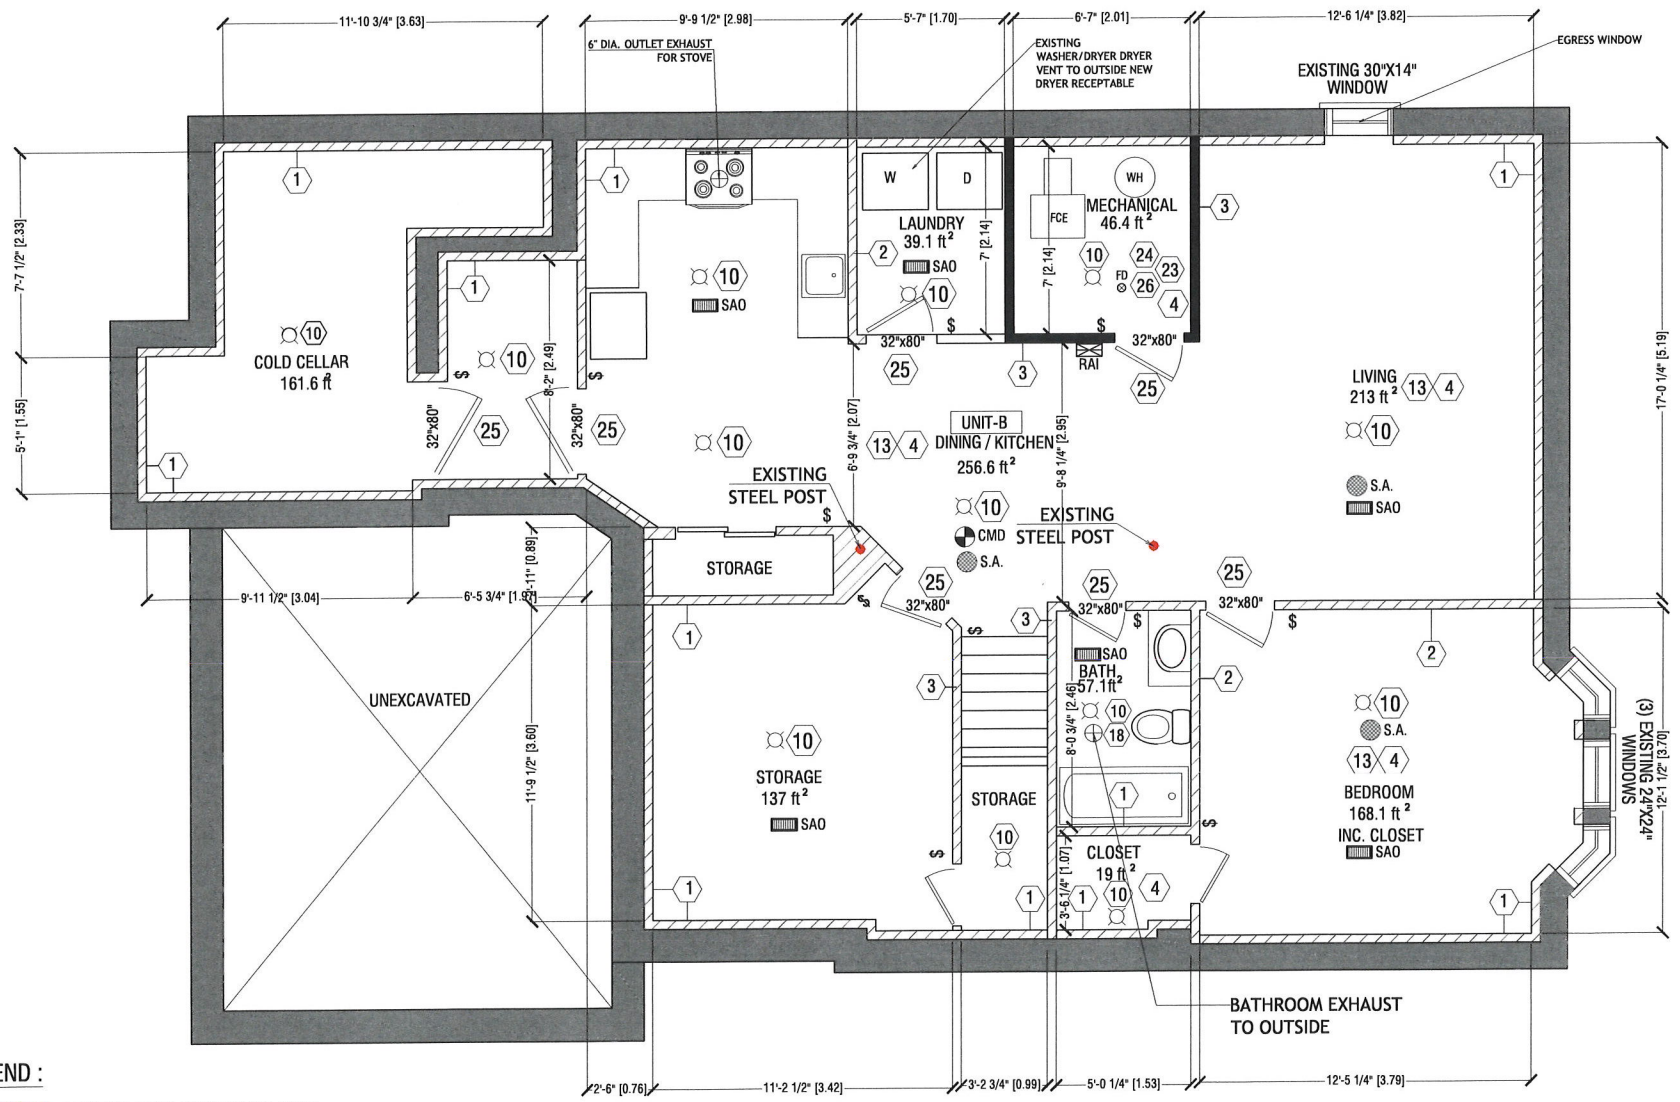 11'-10 3/4" [3.63]
9'-9 1/2" [2.98]
5'-7" [1.70]
6'-7" [2.01]
12'-6 1/4" [3.82]
6" DIA. OUTLET EXHAUST
FOR STOVE
EXISTING
WASHER/DRYER DRYER
VENT TO OUTSIDE NEW
DRYER RECEPTABLE
EGRESS WINDOW
EXISTING 30"X14"
WINDOW
1
1
W
D
WH
FCE
MECHANICAL
46.4 ft²
3
1
LAUNDRY
39.1 ft²
2
SAO
10
7' [2.14]
7' [2.14]
10
24
23
FD
26
4
7'-7 1/2" [2.33]
10
SAO
1
10
COLD CELLAR
161.6 ft²
10
8'-2" [2.49]
$
$
$
$
32"x80"
32"x80"
25
3
RAI
25
LIVING
213 ft²
13
4
10
17'-0 1/4" [5.19]
5'-1" [1.55]
32"x80"
25
32"x80"
25
10
6'-9 3/4" [2.07]
13
4
UNIT-B
DINING / KITCHEN
256.6 ft²
9'-8 1/4" [2.95]
1
EXISTING
STEEL POST
$
10
CMD
S.A.
EXISTING
STEEL POST
S.A.
SAO
STORAGE
9'-11 1/2" [3.04]
6'-5 3/4" [1.97]
2'-11" [0.89]
$
25
32"x80"
25
32"x80"
25
32"x80"
$
$
$
1
3
3
2
2
SAO
BATH
57.1ft²
8'-0 3/4" [2.46]
10
18
UNEXCAVATED
11'-9 1/2" [3.60]
10
STORAGE
137 ft²
SAO
STORAGE
10
1
$
$
10
S.A.
13
4
BEDROOM
168.1 ft²
INC. CLOSET
SAO
(3) EXISTING 24"X24"
WINDOWS
12'-1 1/2" [3.70]
CLOSET
19 ft²
3'-6 1/4" [1.07]
10
4
1
1
1
1
BATHROOM EXHAUST
TO OUTSIDE
END :
2'-6" [0.76]
11'-2 1/2" [3.42]
3'-2 3/4" [0.99]
5'-0 1/4" [1.53]
12'-5 1/4" [3.79]